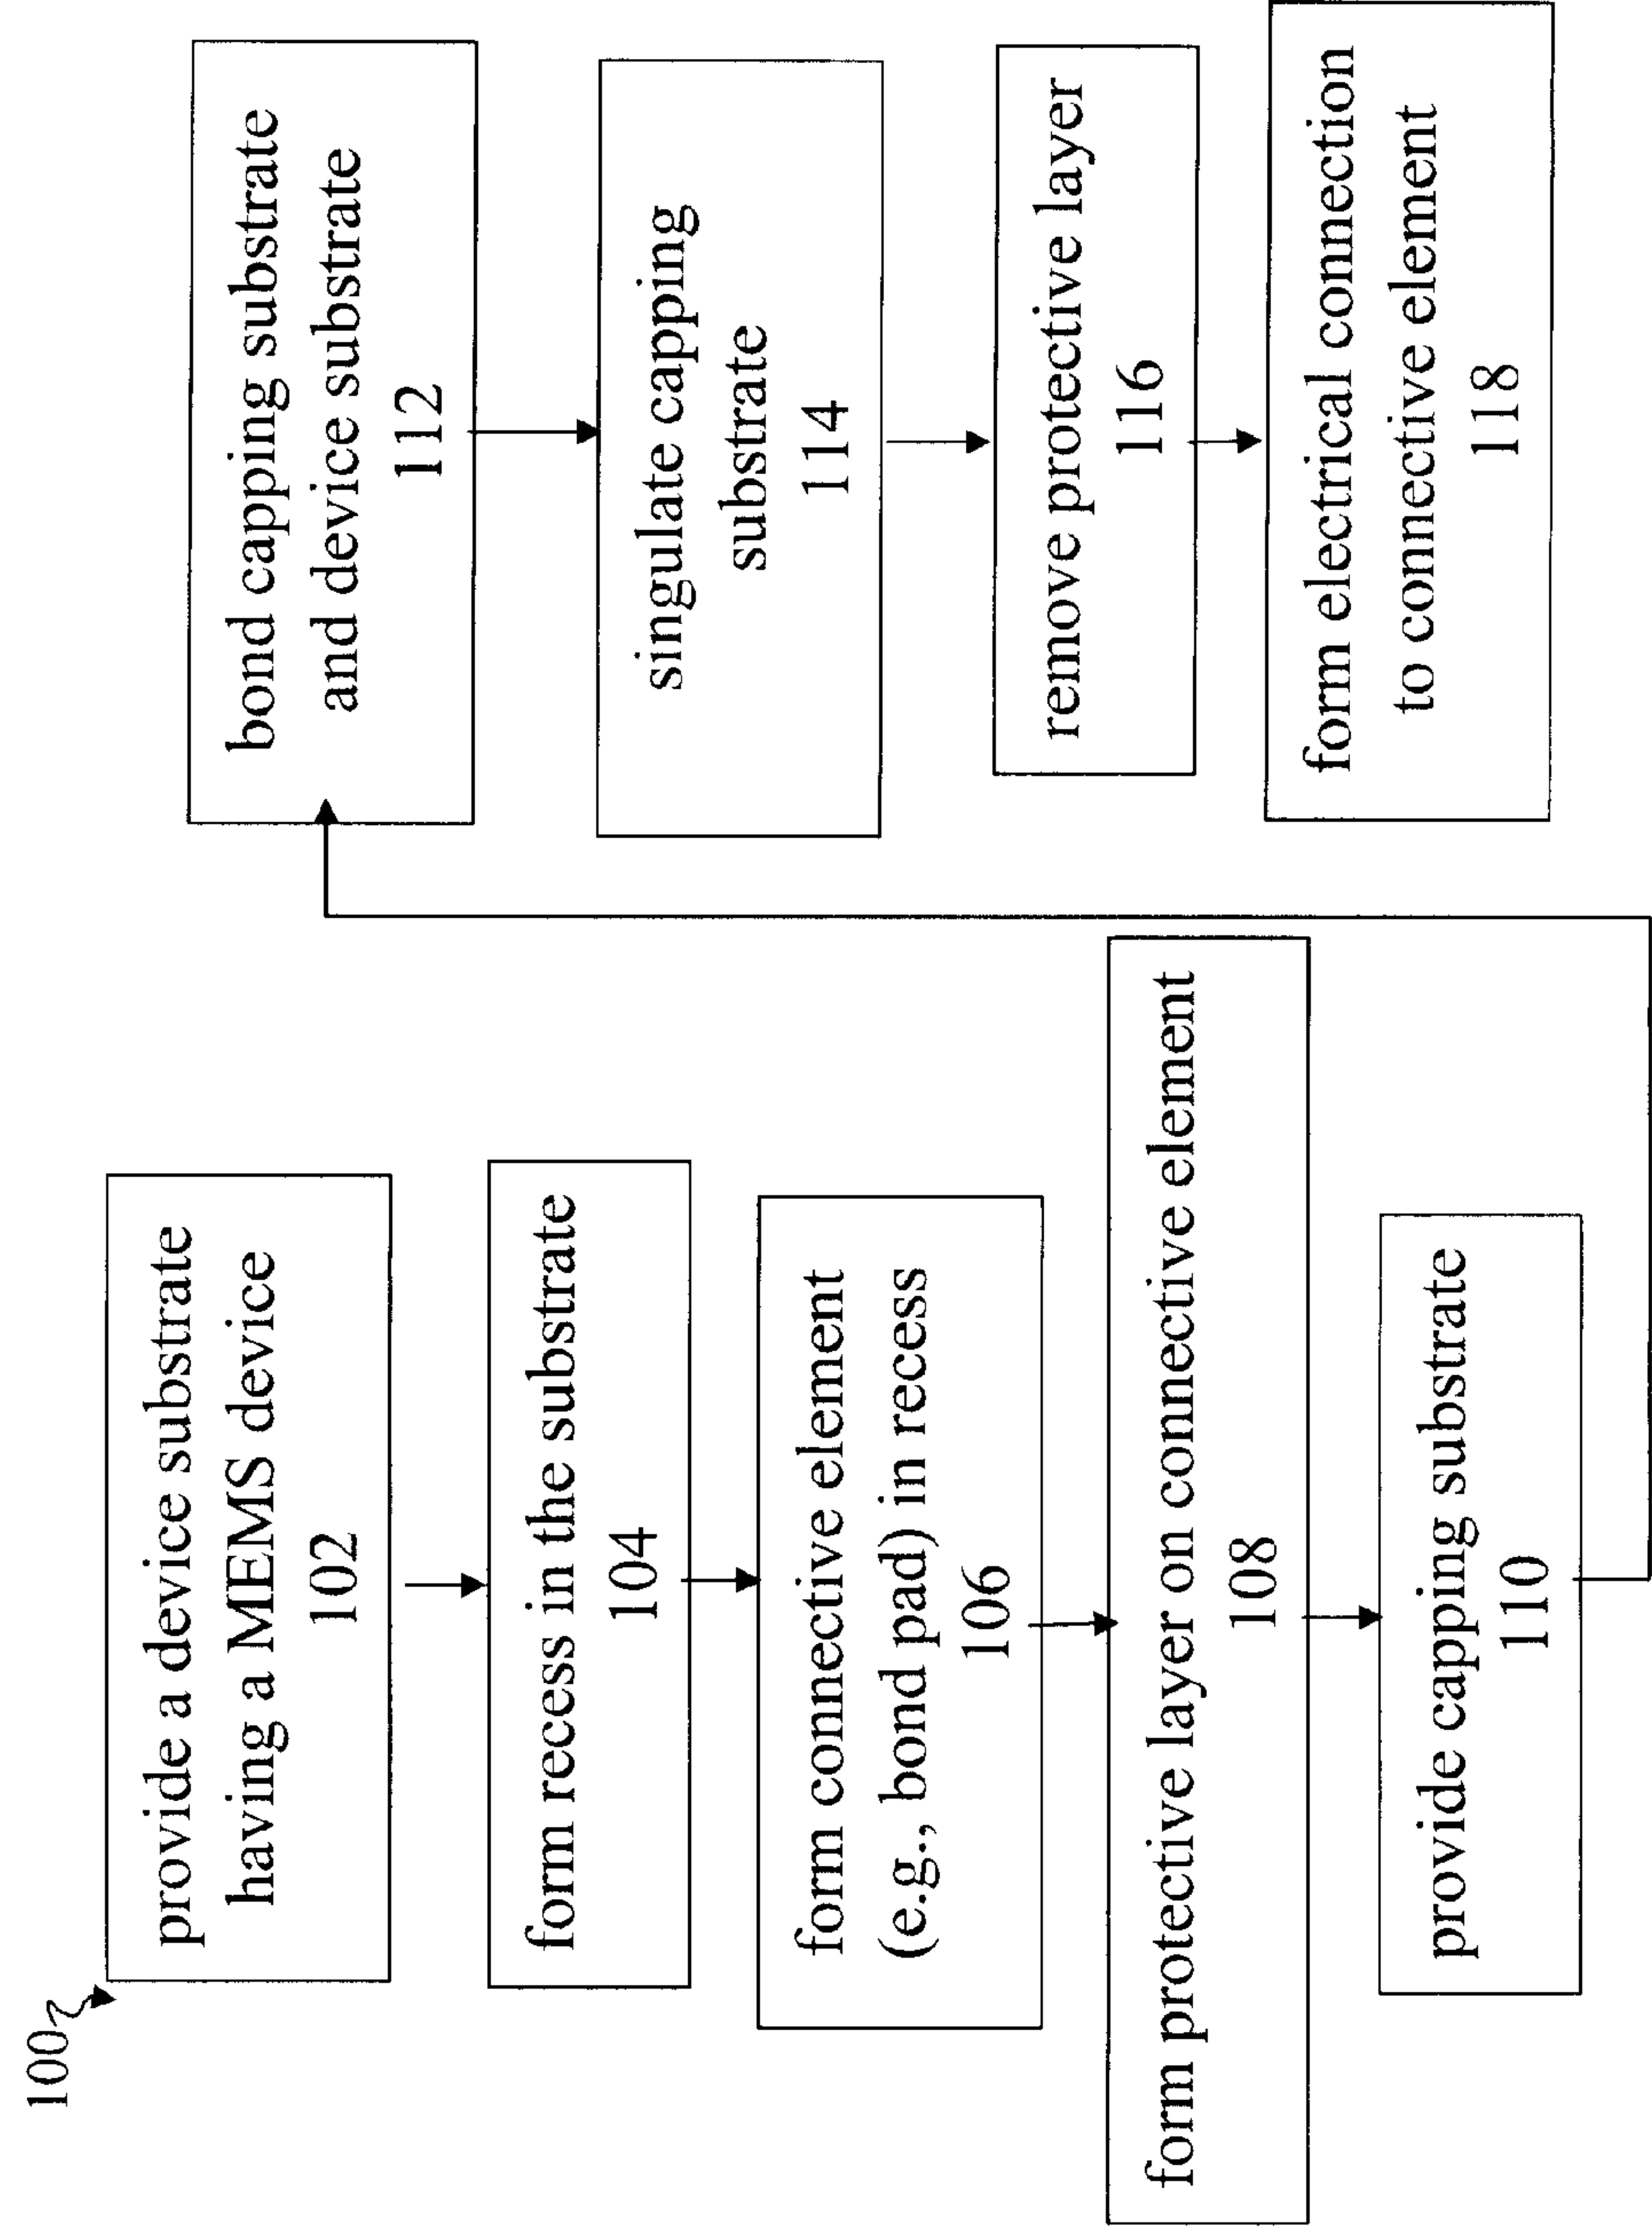 100
provide a device substrate
having a MEMS device
102
form recess in the substrate
104
form connective element
(e.g., bond pad) in recess
106
form protective layer on connective element
108
provide capping substrate
110
bond capping substrate
and device substrate
112
singulate capping
substrate
114
remove protective layer
116
form electrical connection
to connective element
118